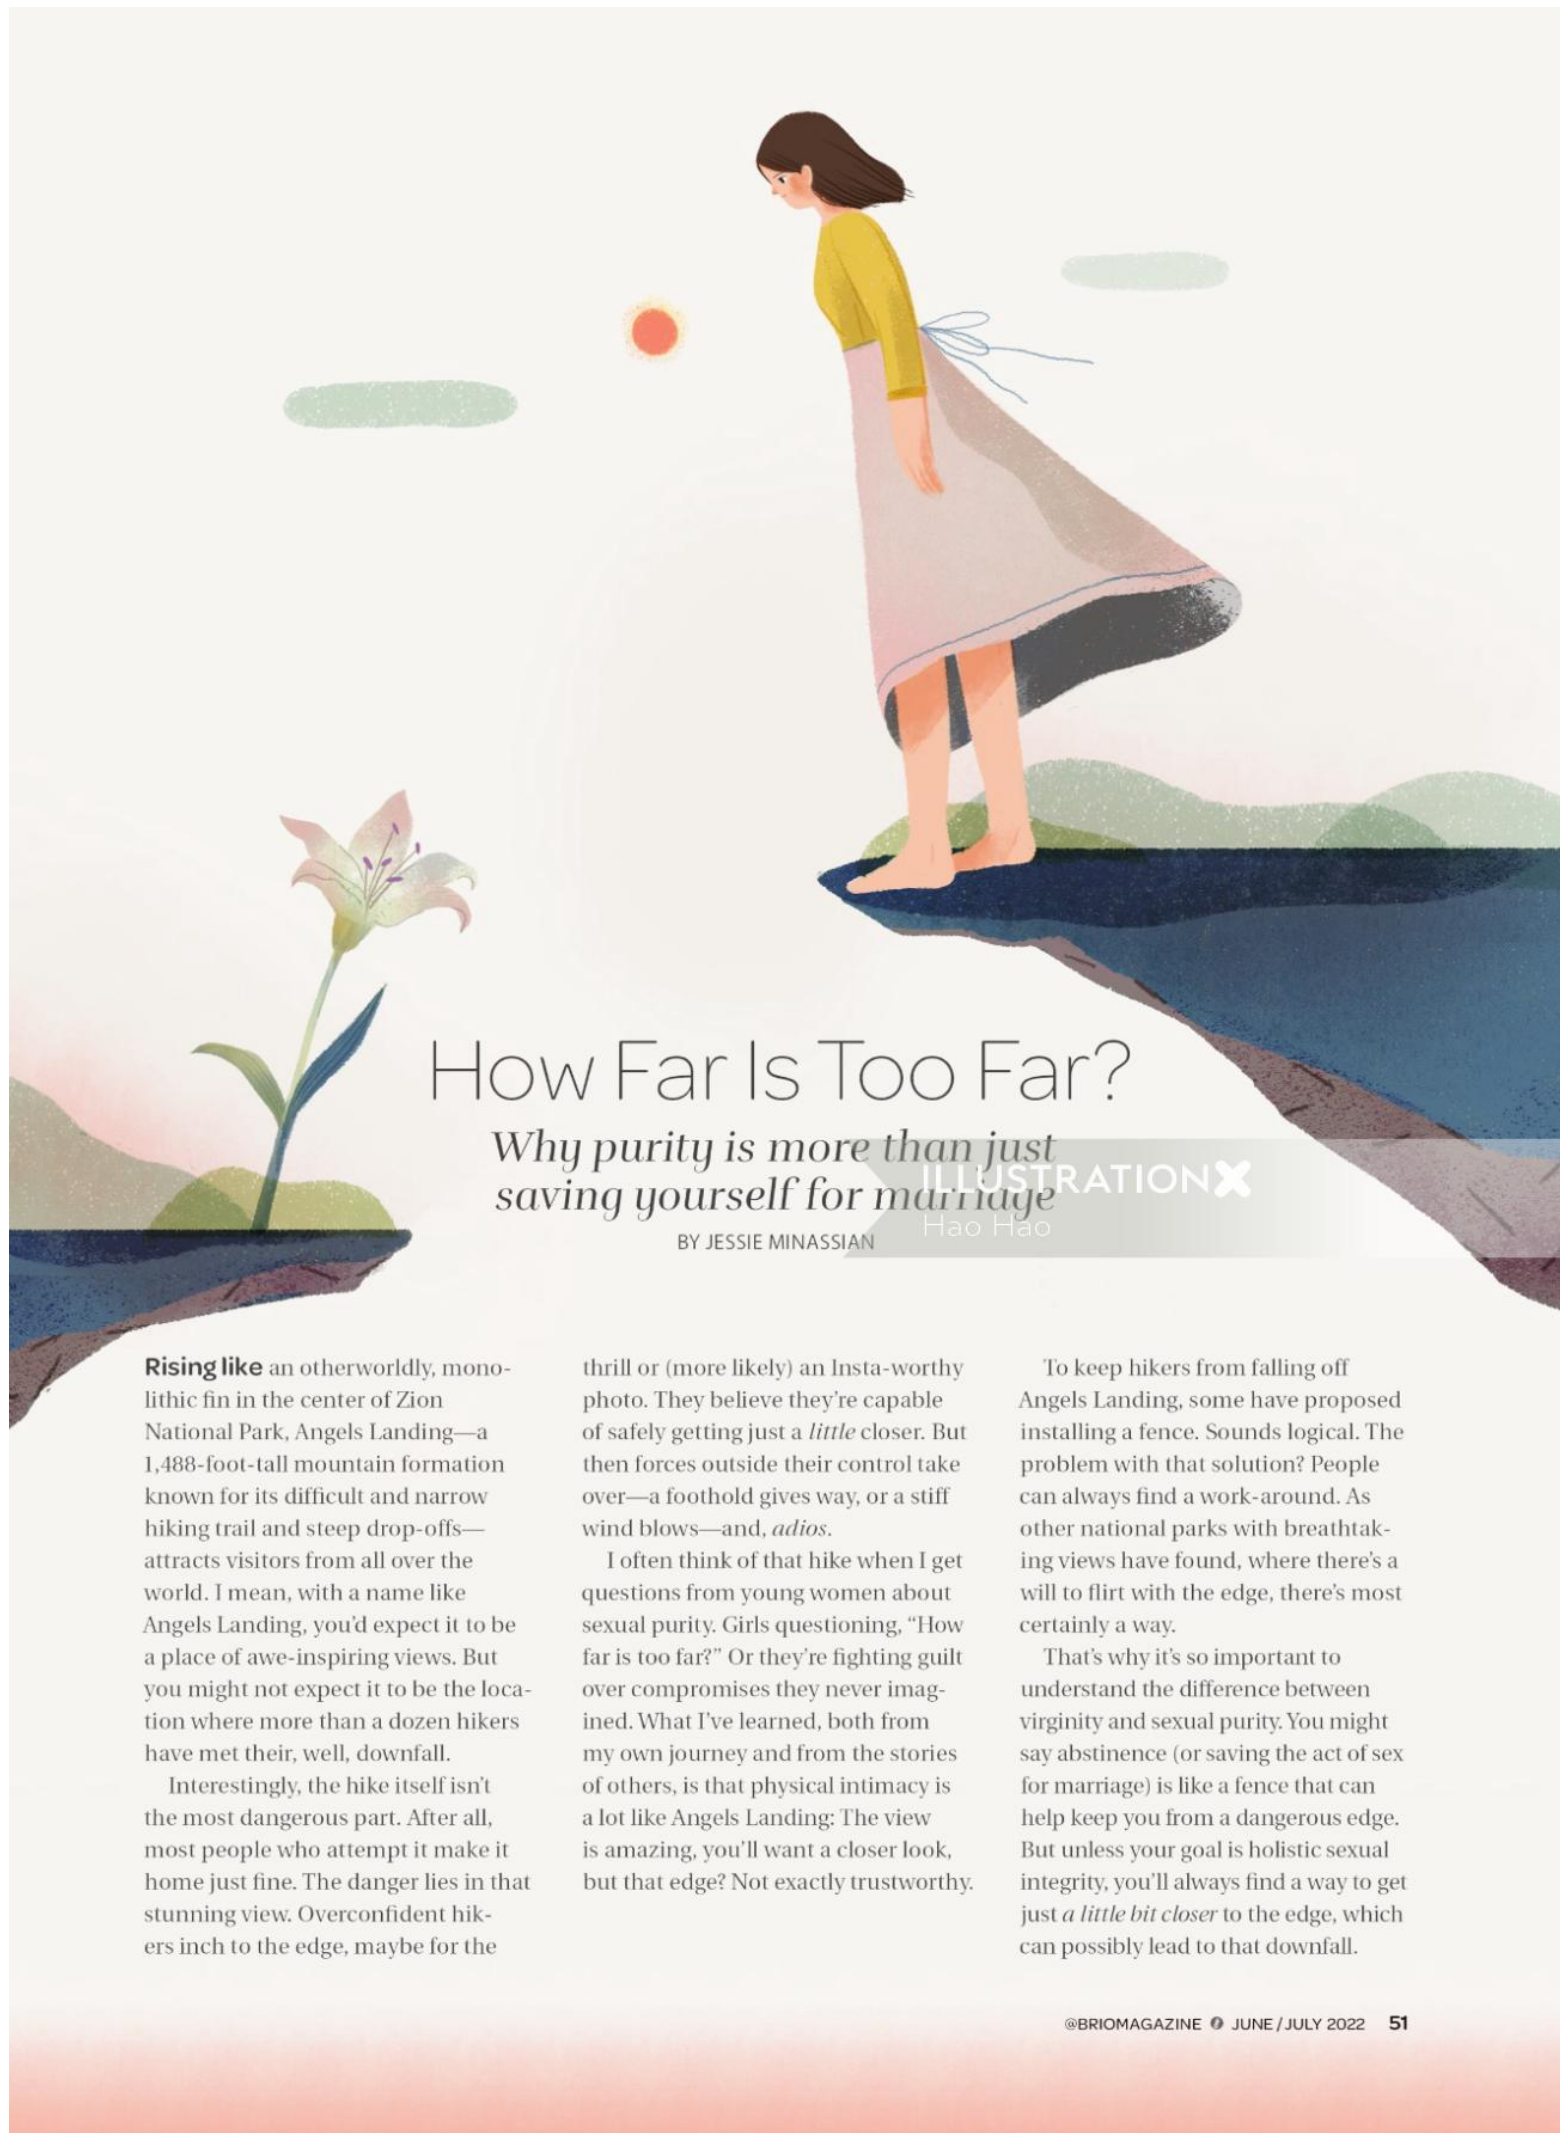 How Far Is Too Far?
Why purity is more than just
saving yourself for marriage
BY JESSIE MINASSIAN
ILLUSTRATIONX
Hao Hao
Rising like an otherworldly, mono-
lithic fin in the center of Zion
National Park, Angels Landing—a
1,488-foot-tall mountain formation
known for its difficult and narrow
hiking trail and steep drop-offs—
attracts visitors from all over the
world. I mean, with a name like
Angels Landing, you’d expect it to be
a place of awe-inspiring views. But
you might not expect it to be the loca-
tion where more than a dozen hikers
have met their, well, downfall.
Interestingly, the hike itself isn’t
the most dangerous part. After all,
most people who attempt it make it
home just fine. The danger lies in that
stunning view. Overconfident hik-
ers inch to the edge, maybe for the
thrill or (more likely) an Insta-worthy
photo. They believe they’re capable
of safely getting just a little closer. But
then forces outside their control take
over—a foothold gives way, or a stiff
wind blows—and, adios.
I often think of that hike when I get
questions from young women about
sexual purity. Girls questioning, “How
far is too far?” Or they’re fighting guilt
over compromises they never imag-
ined. What I’ve learned, both from
my own journey and from the stories
of others, is that physical intimacy is
a lot like Angels Landing: The view
is amazing, you’ll want a closer look,
but that edge? Not exactly trustworthy.
To keep hikers from falling off
Angels Landing, some have proposed
installing a fence. Sounds logical. The
problem with that solution? People
can always find a work-around. As
other national parks with breathtak-
ing views have found, where there’s a
will to flirt with the edge, there’s most
certainly a way.
That’s why it’s so important to
understand the difference between
virginity and sexual purity. You might
say abstinence (or saving the act of sex
for marriage) is like a fence that can
help keep you from a dangerous edge.
But unless your goal is holistic sexual
integrity, you’ll always find a way to get
just a little bit closer to the edge, which
can possibly lead to that downfall.
@BRIOMAGAZINE JUNE / JULY 2022 51